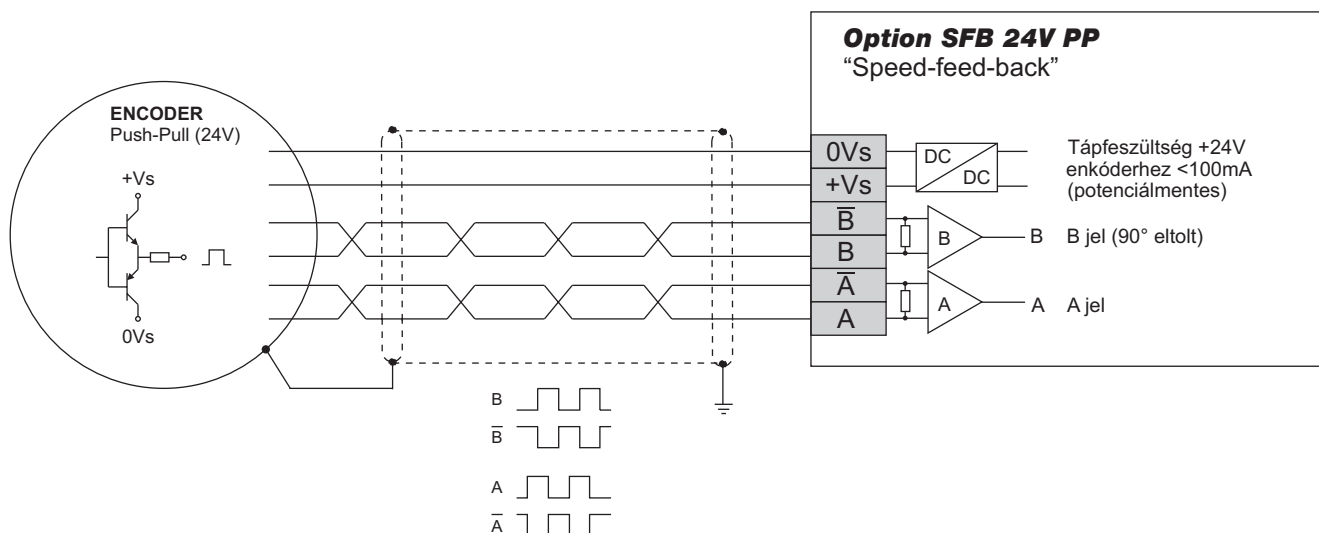 Option SFB 24V PP
“Speed-feed-back”
ENCODER
Push-Pull (24V)
+Vs
0Vs
0Vs
+Vs
B̅
B
A̅
A
DC
DC
Tápfeszültség +24V
enkóderhez <100mA
(potenciálmentes)
B
B
B jel (90° eltolt)
A
A
A jel
B
B̅
A
A̅